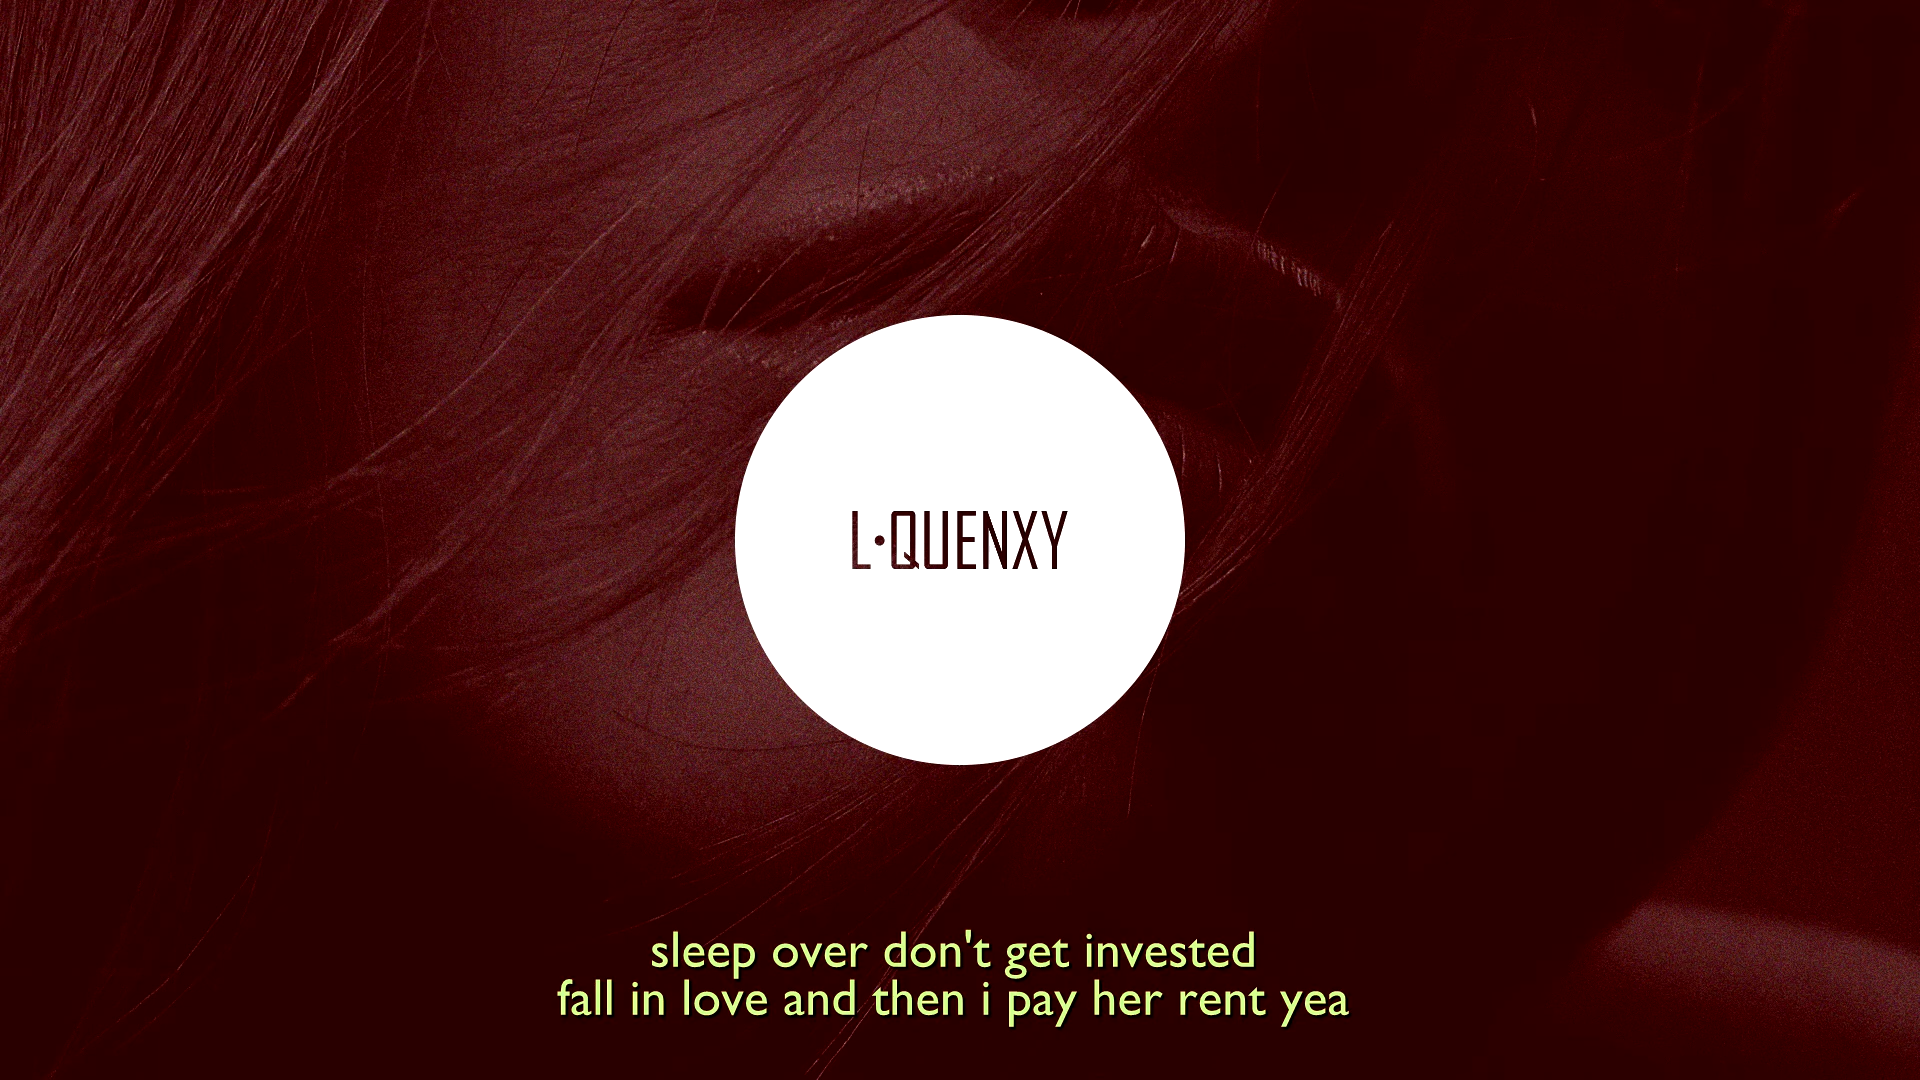 L·QUENXY
sleep over don't get invested
fall in love and then i pay her rent yea